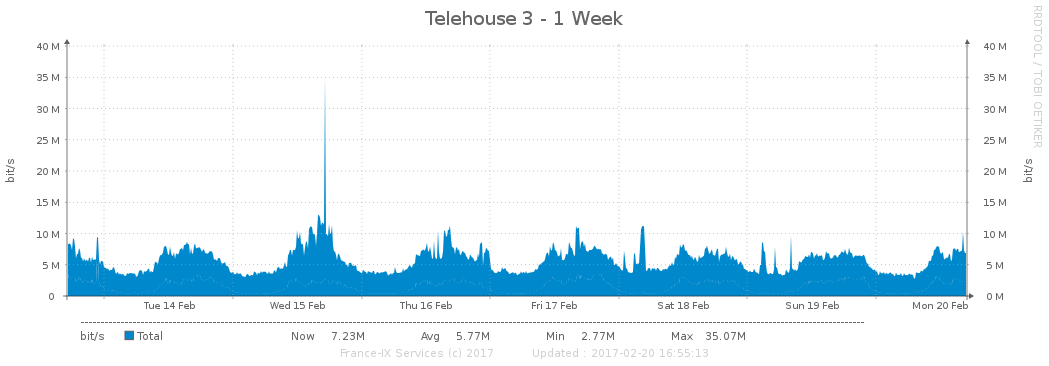 Telehouse 3 - 1 Week
RRDTOOL / TOBI OETIKER
bit/s
40 M 40 M
35 M 35 M
30 M 30 M
25 M 25 M
20 M 20 M
15 M 15 M
10 M 10 M
5 M 5 M
0 0 M
bit/s
Tue 14 Feb Wed 15 Feb Thu 16 Feb Fri 17 Feb Sat 18 Feb Sun 19 Feb Mon 20 Feb
bit/s Total Now 7.23M Avg 5.77M Min 2.77M Max 35.07M
France-IX Services (c) 2017 Updated : 2017-02-20 16:55:13